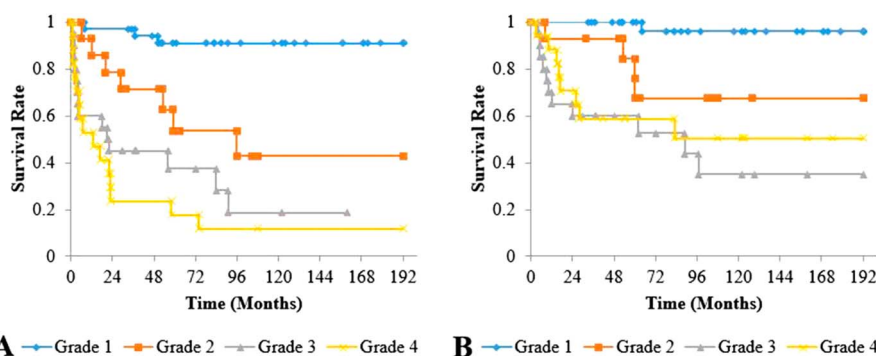 1
0.8
0.6
0.4
0.2
0
Survival Rate
0 24 48 72 96 120 144 168 192
Time (Months)
A Grade 1 Grade 2 Grade 3 Grade 4
1
0.8
0.6
0.4
0.2
0
Survival Rate
0 24 48 72 96 120 144 168 192
Time (Months)
B Grade 1 Grade 2 Grade 3 Grade 4